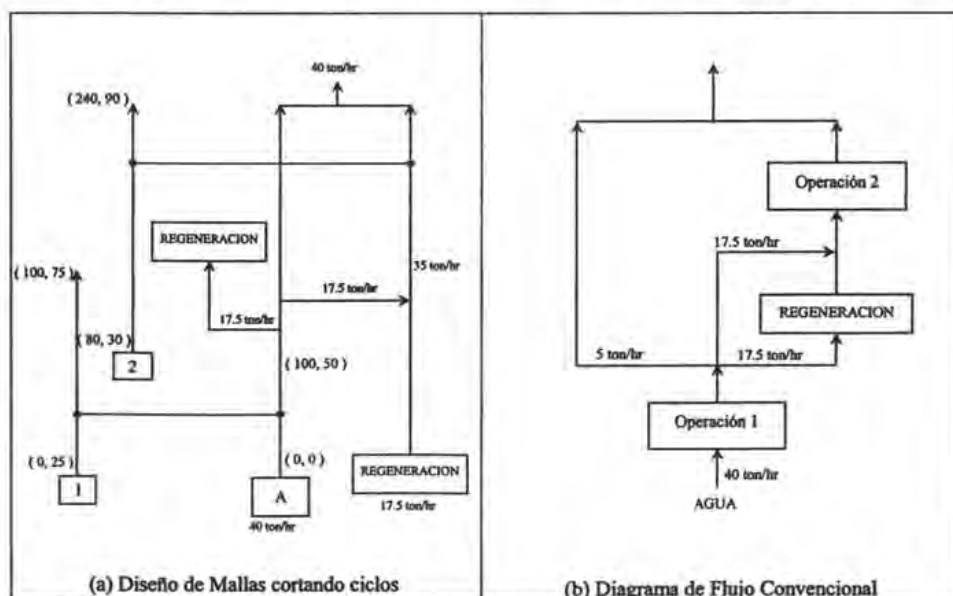 40 ton/hr
( 240, 90)
REGENERACION
( 100, 75)
35 ton/hr
17.5 ton/hr
17.5 ton/hr
( 80, 30)
2
( 100, 50)
( 0, 25)
( 0, 0 )
1
A
REGENERACION
40 ton/hr
17.5 ton/hr
(a) Diseño de Mallas cortando ciclos
Operación 2
17.5 ton/hr
REGENERACION
5 ton/hr
17.5 ton/hr
Operación 1
40 ton/hr
AGUA
(b) Diagrama de Flujo Convencional